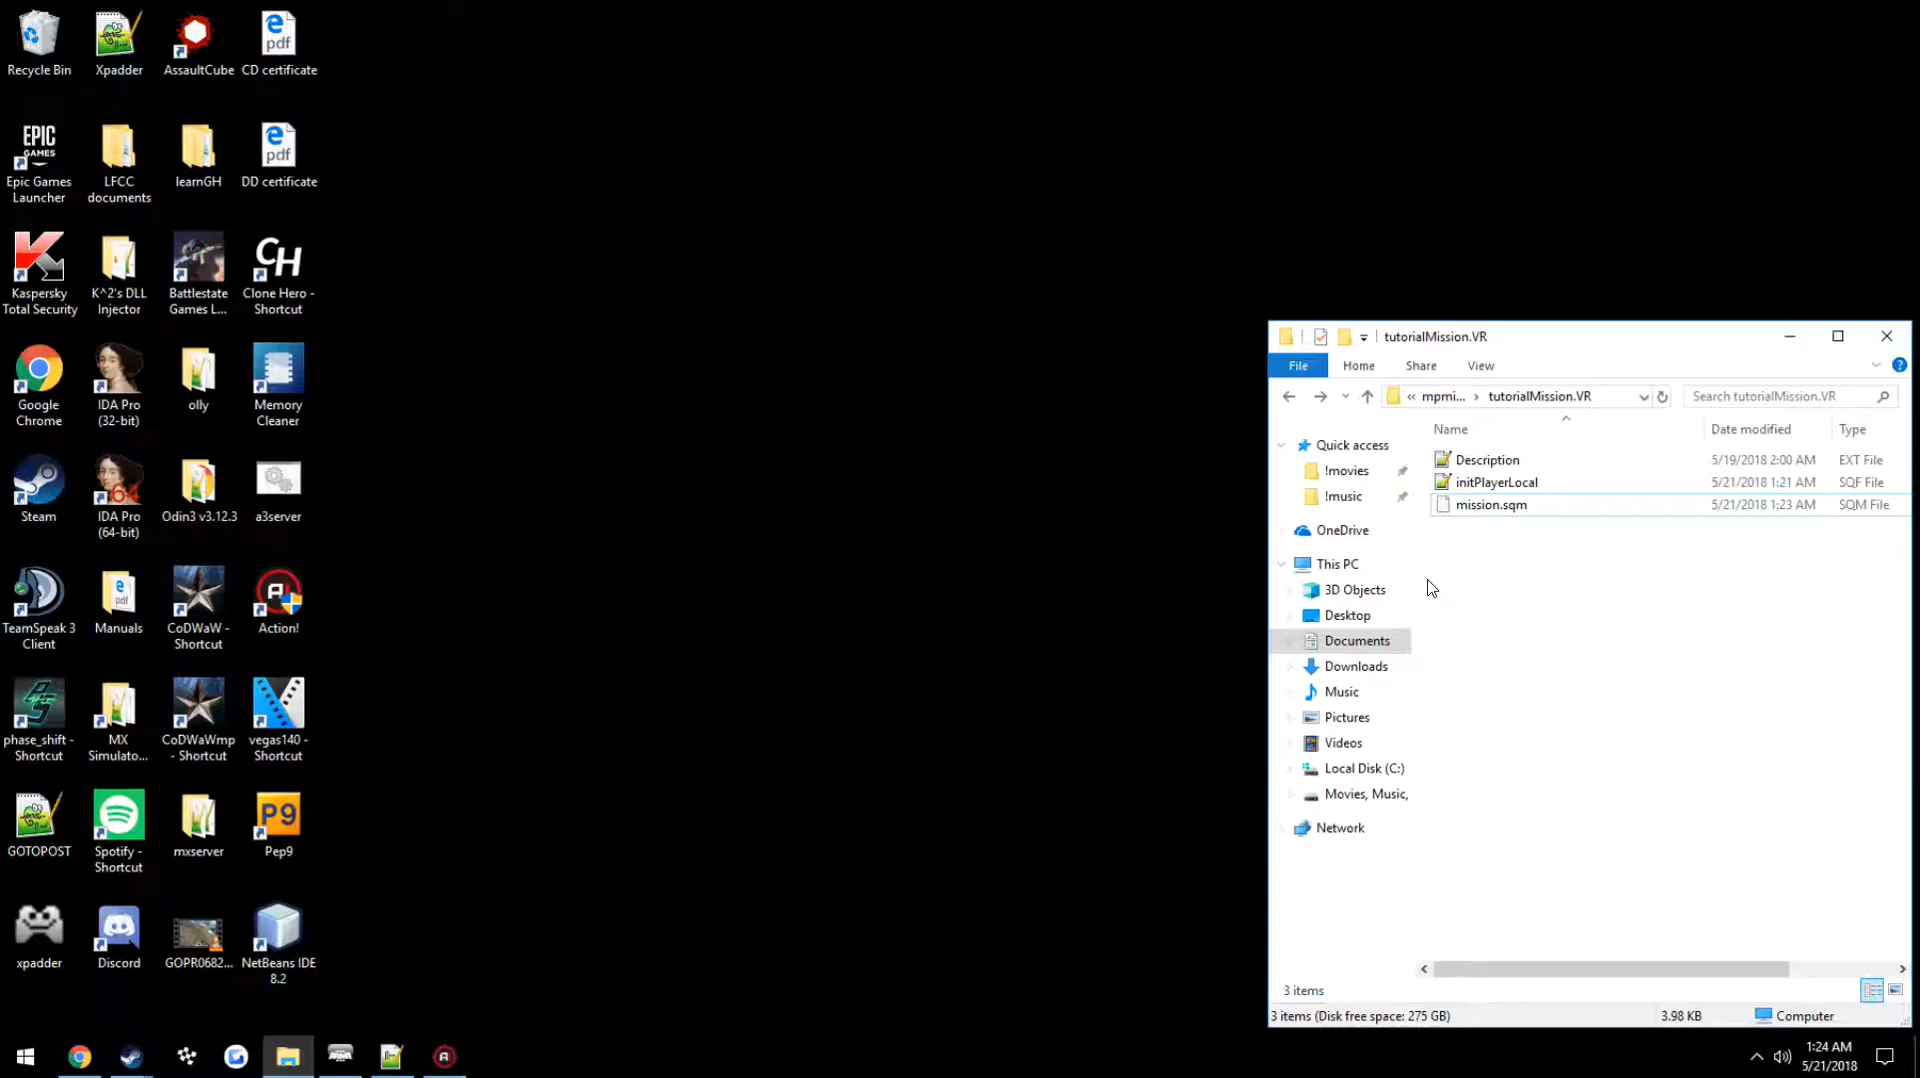 Recycle Bin
Xpadder
AssaultCube
CD certificate
pdf
EPIC
GAMES
Epic Games
Launcher
LFCC
documents
learnGH
DD certificate
pdf
Kaspersky
Total Security
K^2's DLL
Injector
Battlestate
Games L...
CH
Clone Hero -
Shortcut
Google
Chrome
IDA Pro
(32-bit)
olly
Memory
Cleaner
Steam
64
IDA Pro
(64-bit)
Odin3 v3.12.3
a3server
TeamSpeak 3
Client
Manuals
CoDWaW -
Shortcut
Action!
phase_shift -
Shortcut
MX
Simulato...
CoDWaWmp
- Shortcut
vegas140 -
Shortcut
GOTOPOST
Spotify -
Shortcut
mxserver
P9
Pep9
xpadder
Discord
GOPR0682...
NetBeans IDE
8.2
tutorialMission.VR
File Home Share View
« mpmi... › tutorialMission.VR
Search tutorialMission.VR
Name Date modified Type
Description 5/19/2018 2:00 AM EXT File
initPlayerLocal 5/21/2018 1:21 AM SQF File
mission.sqm 5/21/2018 1:23 AM SQM File
Quick access
!movies
!music
OneDrive
This PC
3D Objects
Desktop
Documents
Downloads
Music
Pictures
Videos
Local Disk (C:)
Movies, Music,
Network
3 items
3 items (Disk free space: 275 GB) 3.98 KB Computer
1:24 AM
5/21/2018